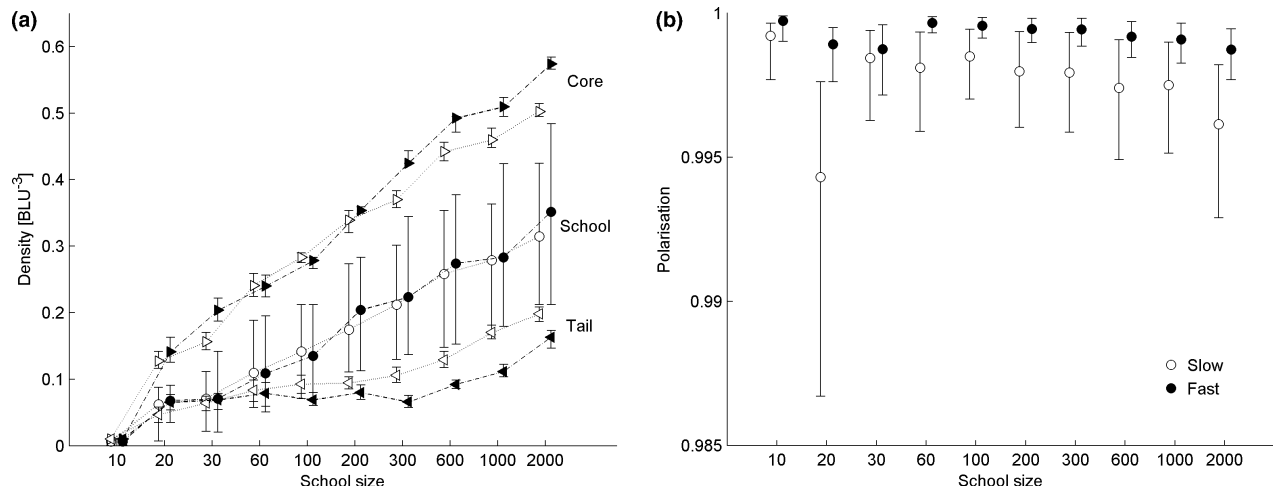 (a)
0.6
0.5
0.4
0.3
0.2
0.1
0
Density [BLU-3]
Core
School
Tail
10 20 30 60 100 200 300 600 1000 2000
School size
(b)
1
0.995
0.99
0.985
Polarisation
Slow
Fast
10 20 30 60 100 200 300 600 1000 2000
School size